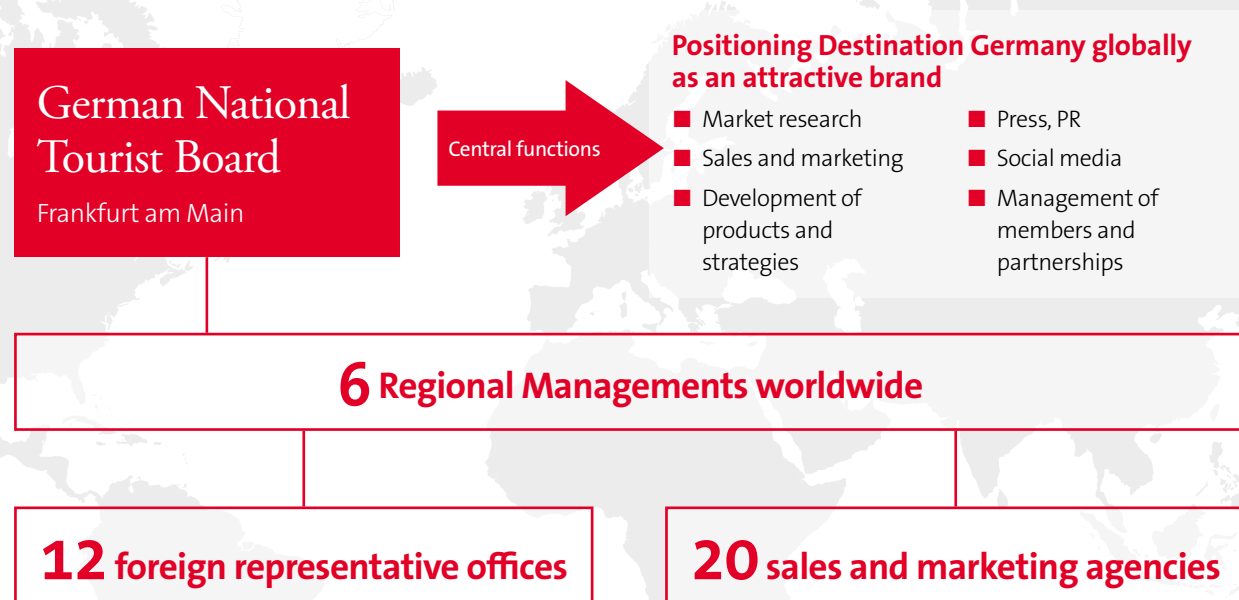 German National
Tourist Board
Frankfurt am Main
Central functions
Positioning Destination Germany globally
as an attractive brand
Market research
Sales and marketing
Development of
products and
strategies
Press, PR
Social media
Management of
members and
partnerships
6 Regional Managements worldwide
12 foreign representative offices
20 sales and marketing agencies